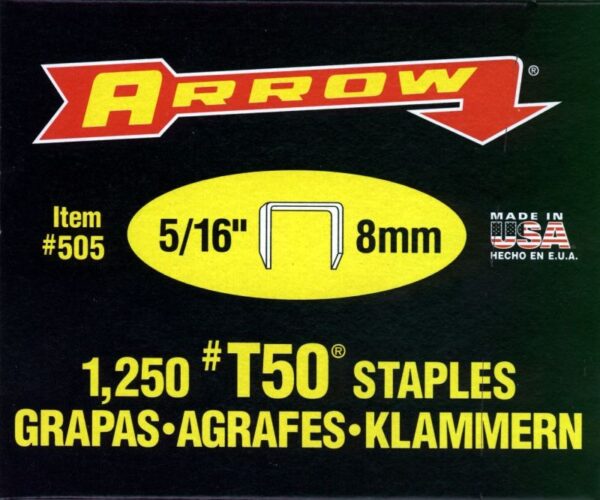 ARROW®
Item
#505
5/16" 8mm
MADE IN
USA
HECHO EN E.U.A.
1,250 #T50® STAPLES
GRAPAS•AGRAFES•KLAMMERN